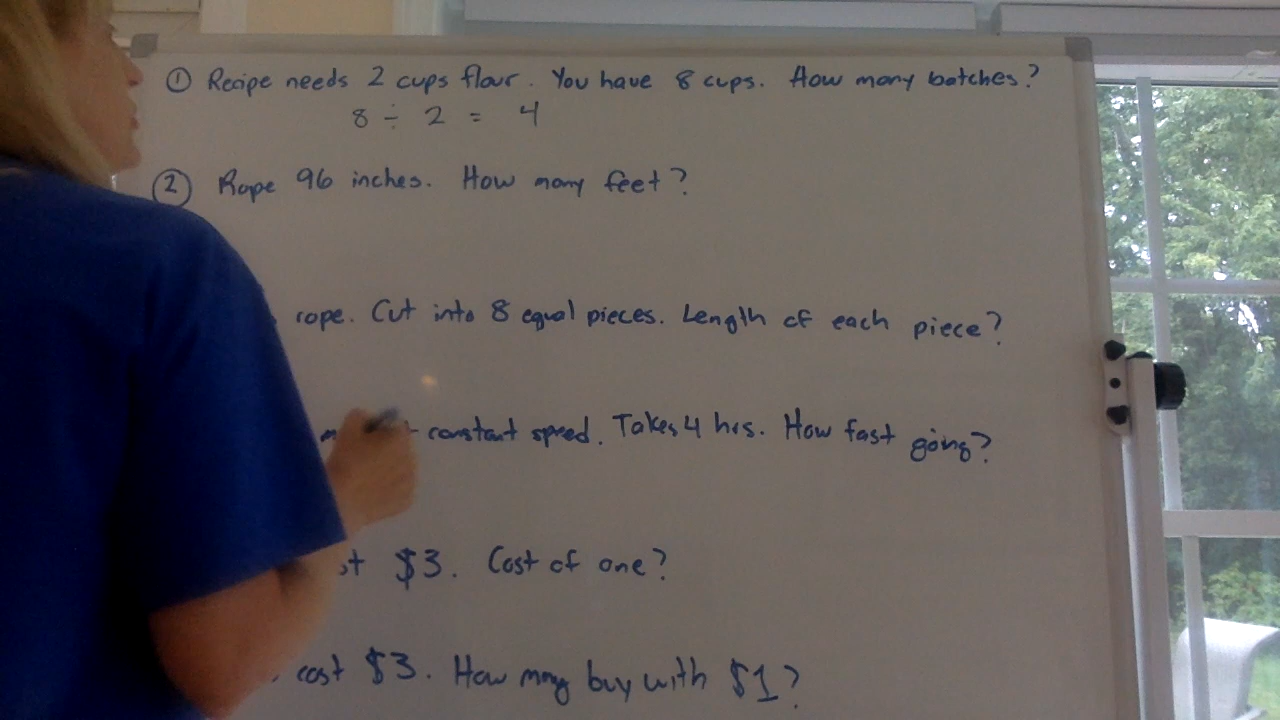 ① Recipe needs 2 cups flour. You have 8 cups. How many batches?
8 ÷ 2 = 4
② Rope 96 inches. How many feet?
rope. Cut into 8 equal pieces. Length of each piece?
constant speed. Takes 4 hrs. How fast going?
$3. Cost of one?
cost $3. How many buy with $1?